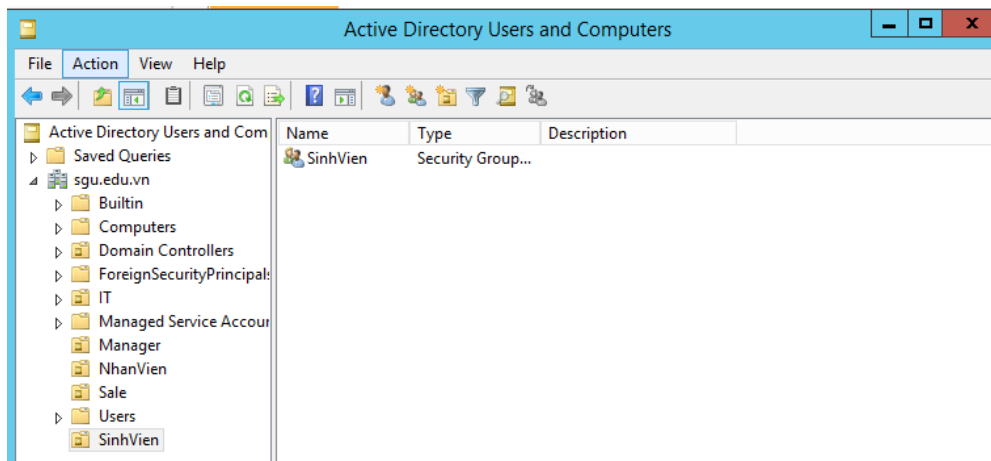 Active Directory Users and Computers
x
File Action View Help
Active Directory Users and Com
Name Type Description
Saved Queries
SinhVien Security Group...
sgu.edu.vn
Builtin
Computers
Domain Controllers
ForeignSecurityPrincipals
IT
Managed Service Accour
Manager
NhanVien
Sale
Users
SinhVien